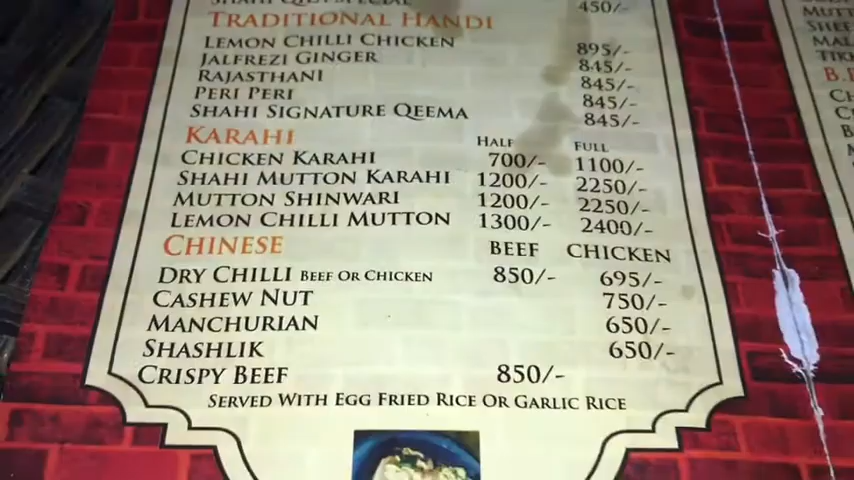 SHAHI QEEMA SPECIAL 450/-
TRADITIONAL HANDI
LEMON CHILLI CHICKEN 895/-
JALFREZI GINGER 845/-
RAJASTHANI 845/-
PERI PERI 845/-
SHAHI SIGNATURE QEEMA 845/-
KARAHI HALF FULL
CHICKEN KARAHI 700/- 1100/-
SHAHI MUTTON KARAHI 1200/- 2250/-
MUTTON SHINWARI 1200/- 2250/-
LEMON CHILLI MUTTON 1300/- 2400/-
CHINESE BEEF CHICKEN
DRY CHILLI BEEF OR CHICKEN 850/- 695/-
CASHEW NUT 750/-
MANCHURIAN 650/-
SHASHLIK 650/-
CRISPY BEEF 850/-
SERVED WITH EGG FRIED RICE OR GARLIC RICE